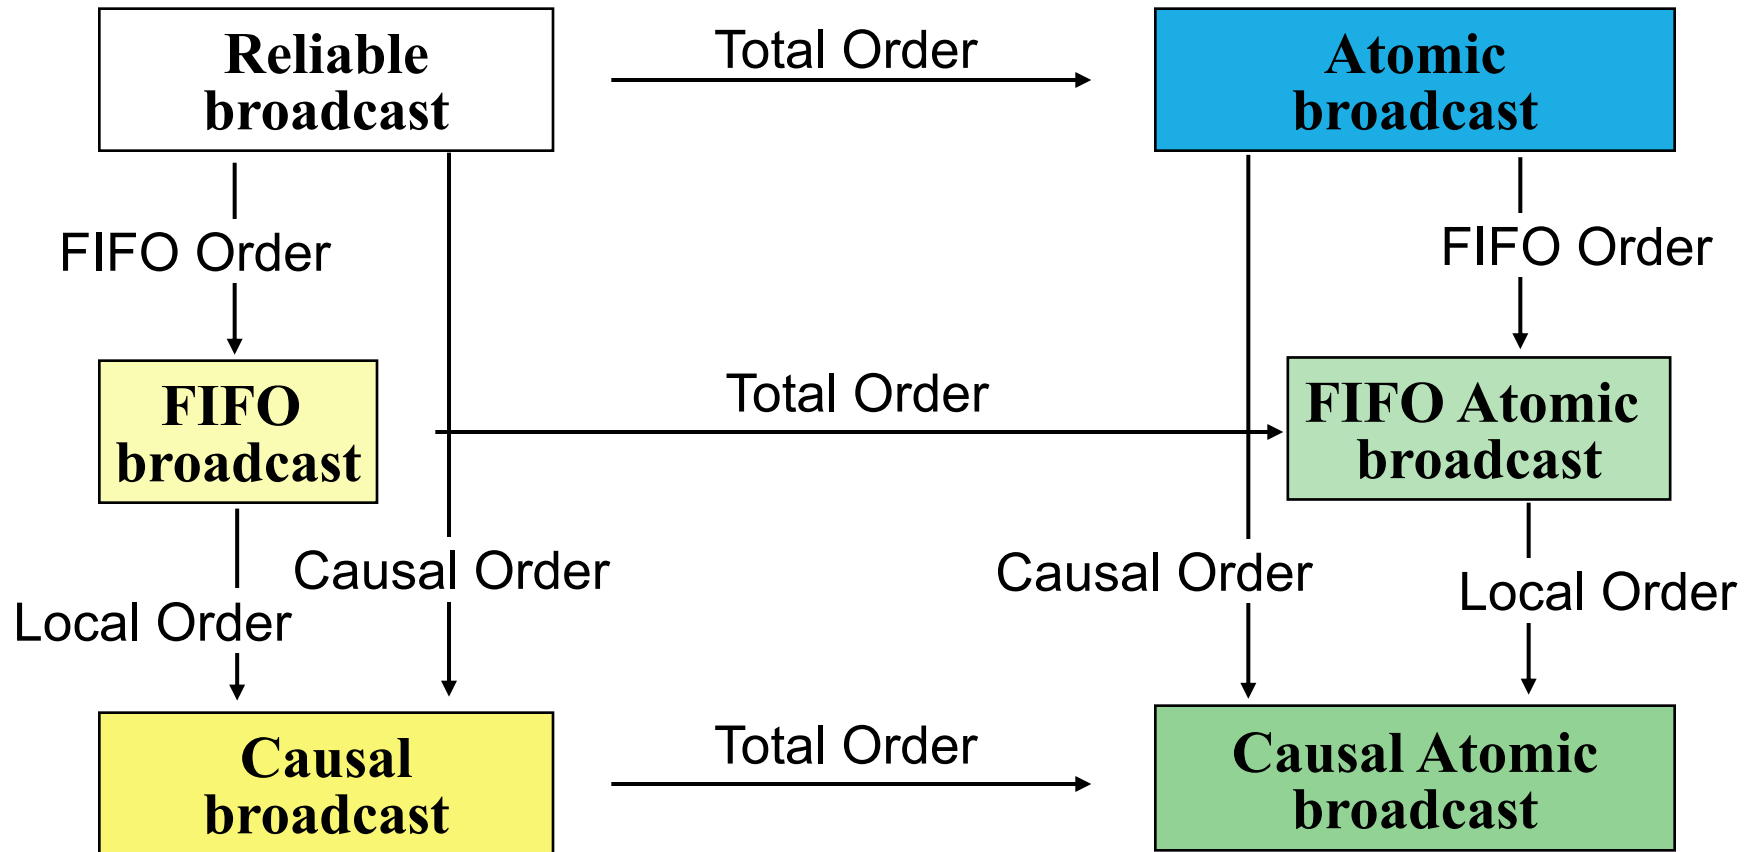 Reliable
broadcast
Total Order
Atomic
broadcast
FIFO Order
FIFO Order
FIFO
broadcast
Total Order
FIFO Atomic
broadcast
Causal Order
Causal Order
Local Order
Local Order
Causal
broadcast
Total Order
Causal Atomic
broadcast